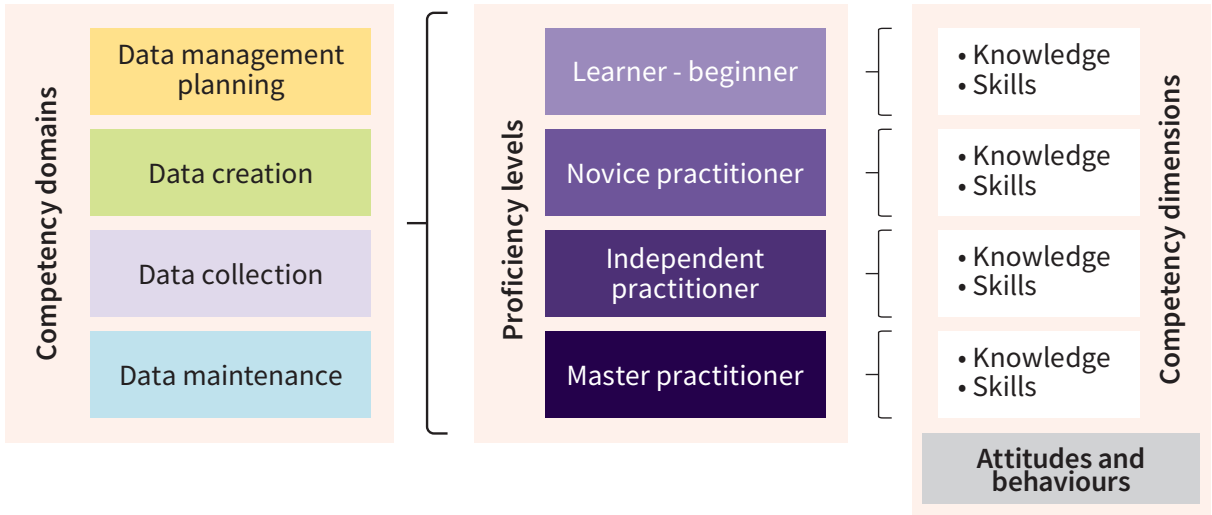 Competency domains
Data management
planning
Data creation
Data collection
Data maintenance
Proficiency levels
Learner - beginner
Novice practitioner
Independent
practitioner
Master practitioner
• Knowledge
• Skills
• Knowledge
• Skills
• Knowledge
• Skills
• Knowledge
• Skills
Competency dimensions
Attitudes and
behaviours